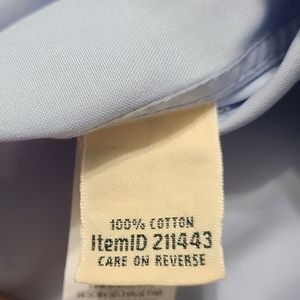 100% COTTON
ItemID 211443
CARE ON REVERSE